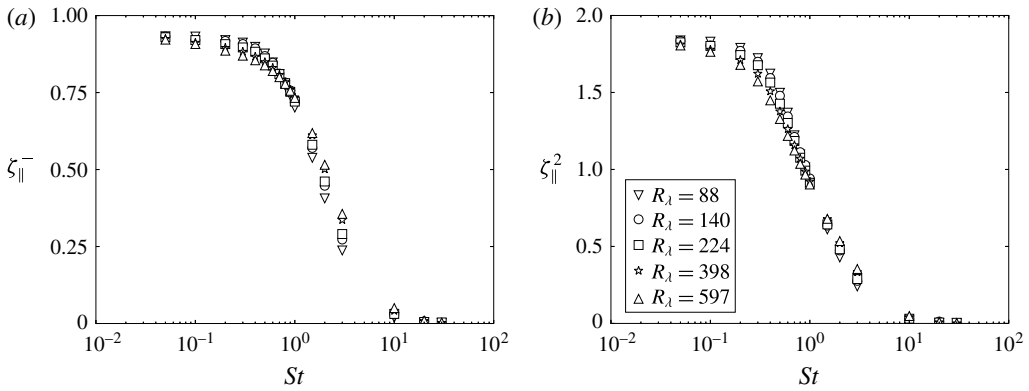 (a)
1.00
0.75
0.50
0.25
0
ζ∥⁻
10⁻² 10⁻¹ 10⁰ 10¹ 10²
St
(b)
2.0
1.5
1.0
0.5
0
ζ∥²
R_λ = 88
R_λ = 140
R_λ = 224
R_λ = 398
R_λ = 597
10⁻² 10⁻¹ 10⁰ 10¹ 10²
St